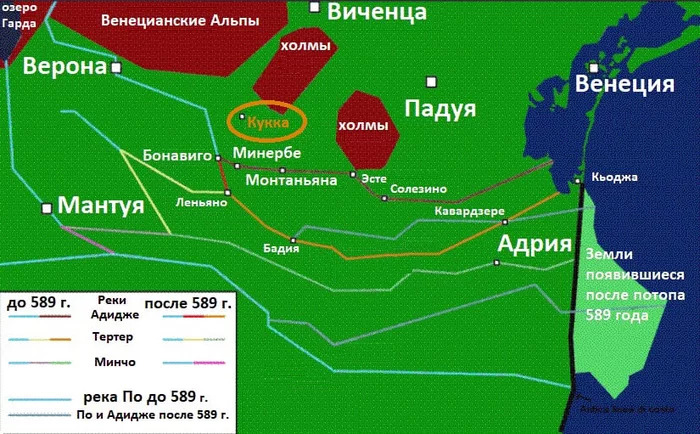 озеро
Гарда
Венецианские Альпы
Виченца
холмы
Верона
Венеция
Падуя
Кукка
холмы
Бонавиго
Минербе
Монтаньяна
Эсте
Солезино
Кьоджа
Леньяно
Мантуя
Кавардзере
Бадия
Адрия
Земли
появившиеся
после потопа
589 года
до 589 г.
Реки
после 589 г.
Адидже
Тертер
Минчо
река По до 589 г.
По и Адидже после 589 г.